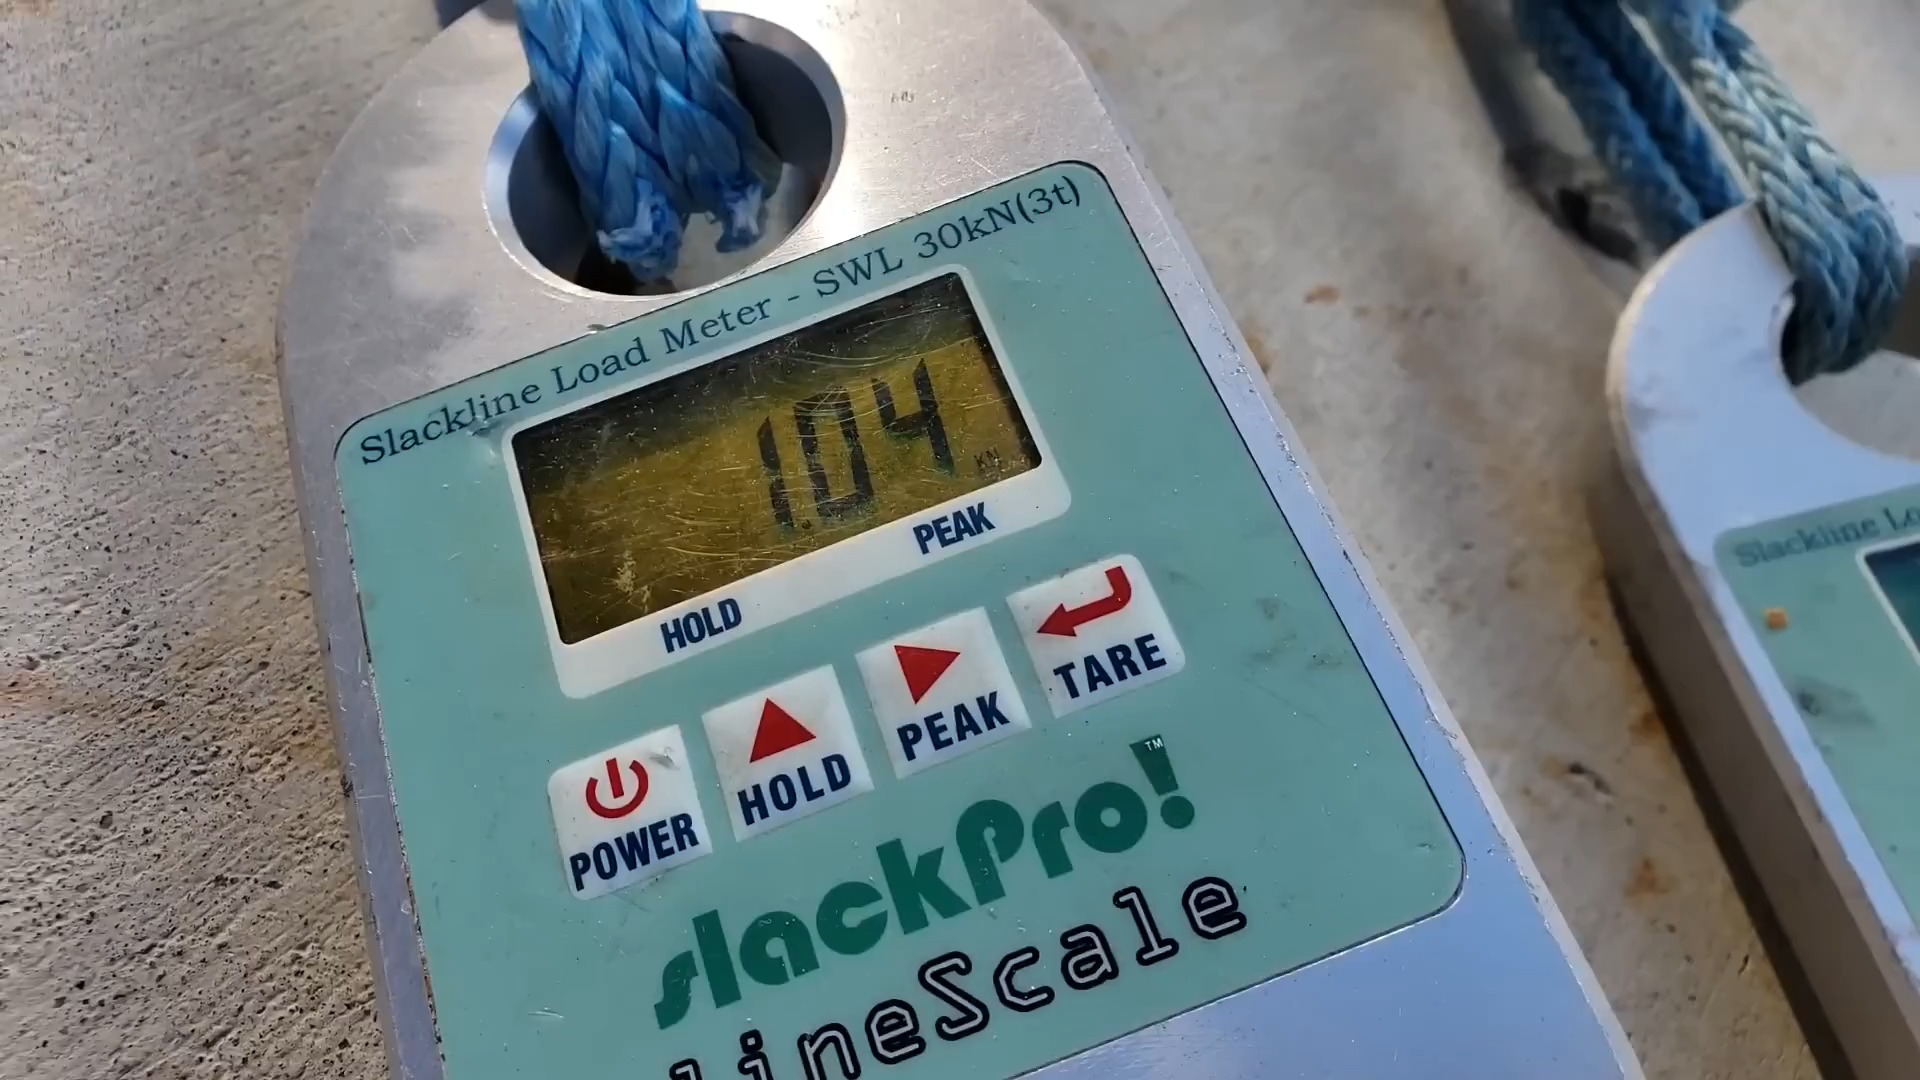 Slackline Load Meter - SWL 30kN(3t)
1.04 KN
HOLD PEAK
POWER HOLD PEAK TARE
slackPro!™
LineScale
Slackline Lo